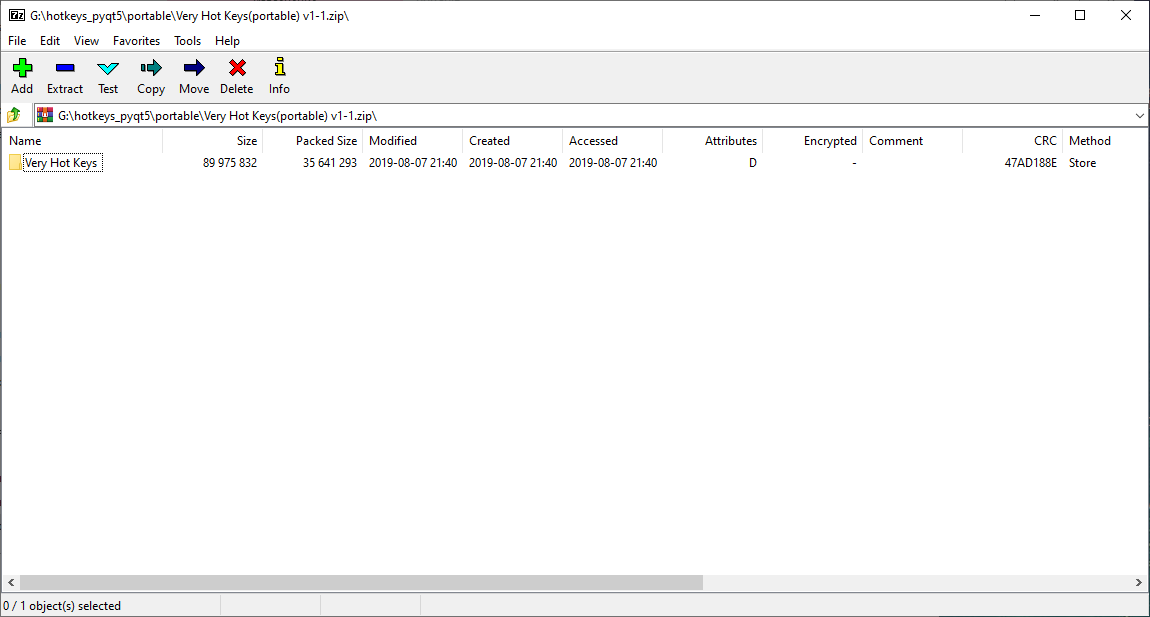 7z G:\hotkeys_pyqt5\portable\Very Hot Keys(portable) v1-1.zip\
File Edit View Favorites Tools Help
Add Extract Test Copy Move Delete Info
G:\hotkeys_pyqt5\portable\Very Hot Keys(portable) v1-1.zip\
Name Size Packed Size Modified Created Accessed Attributes Encrypted Comment CRC Method
Very Hot Keys 89 975 832 35 641 293 2019-08-07 21:40 2019-08-07 21:40 2019-08-07 21:40 D - 47AD188E Store
0 / 1 object(s) selected